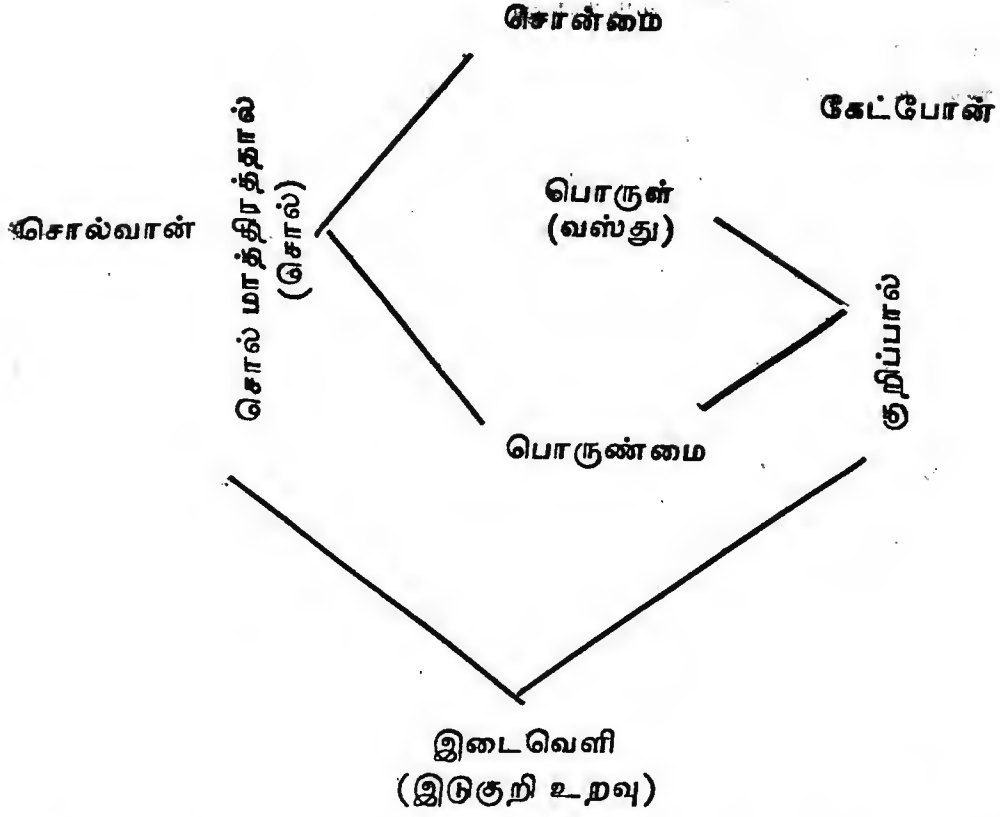 சொன்மை
கேட்போன்
சொல்வான்
சொல் மாத்திரத்தால்
(சொல்)
பொருள்
(வஸ்து)
குறிப்பால்
பொருண்மை
இடைவெளி
(இடுகுறி உறவு)